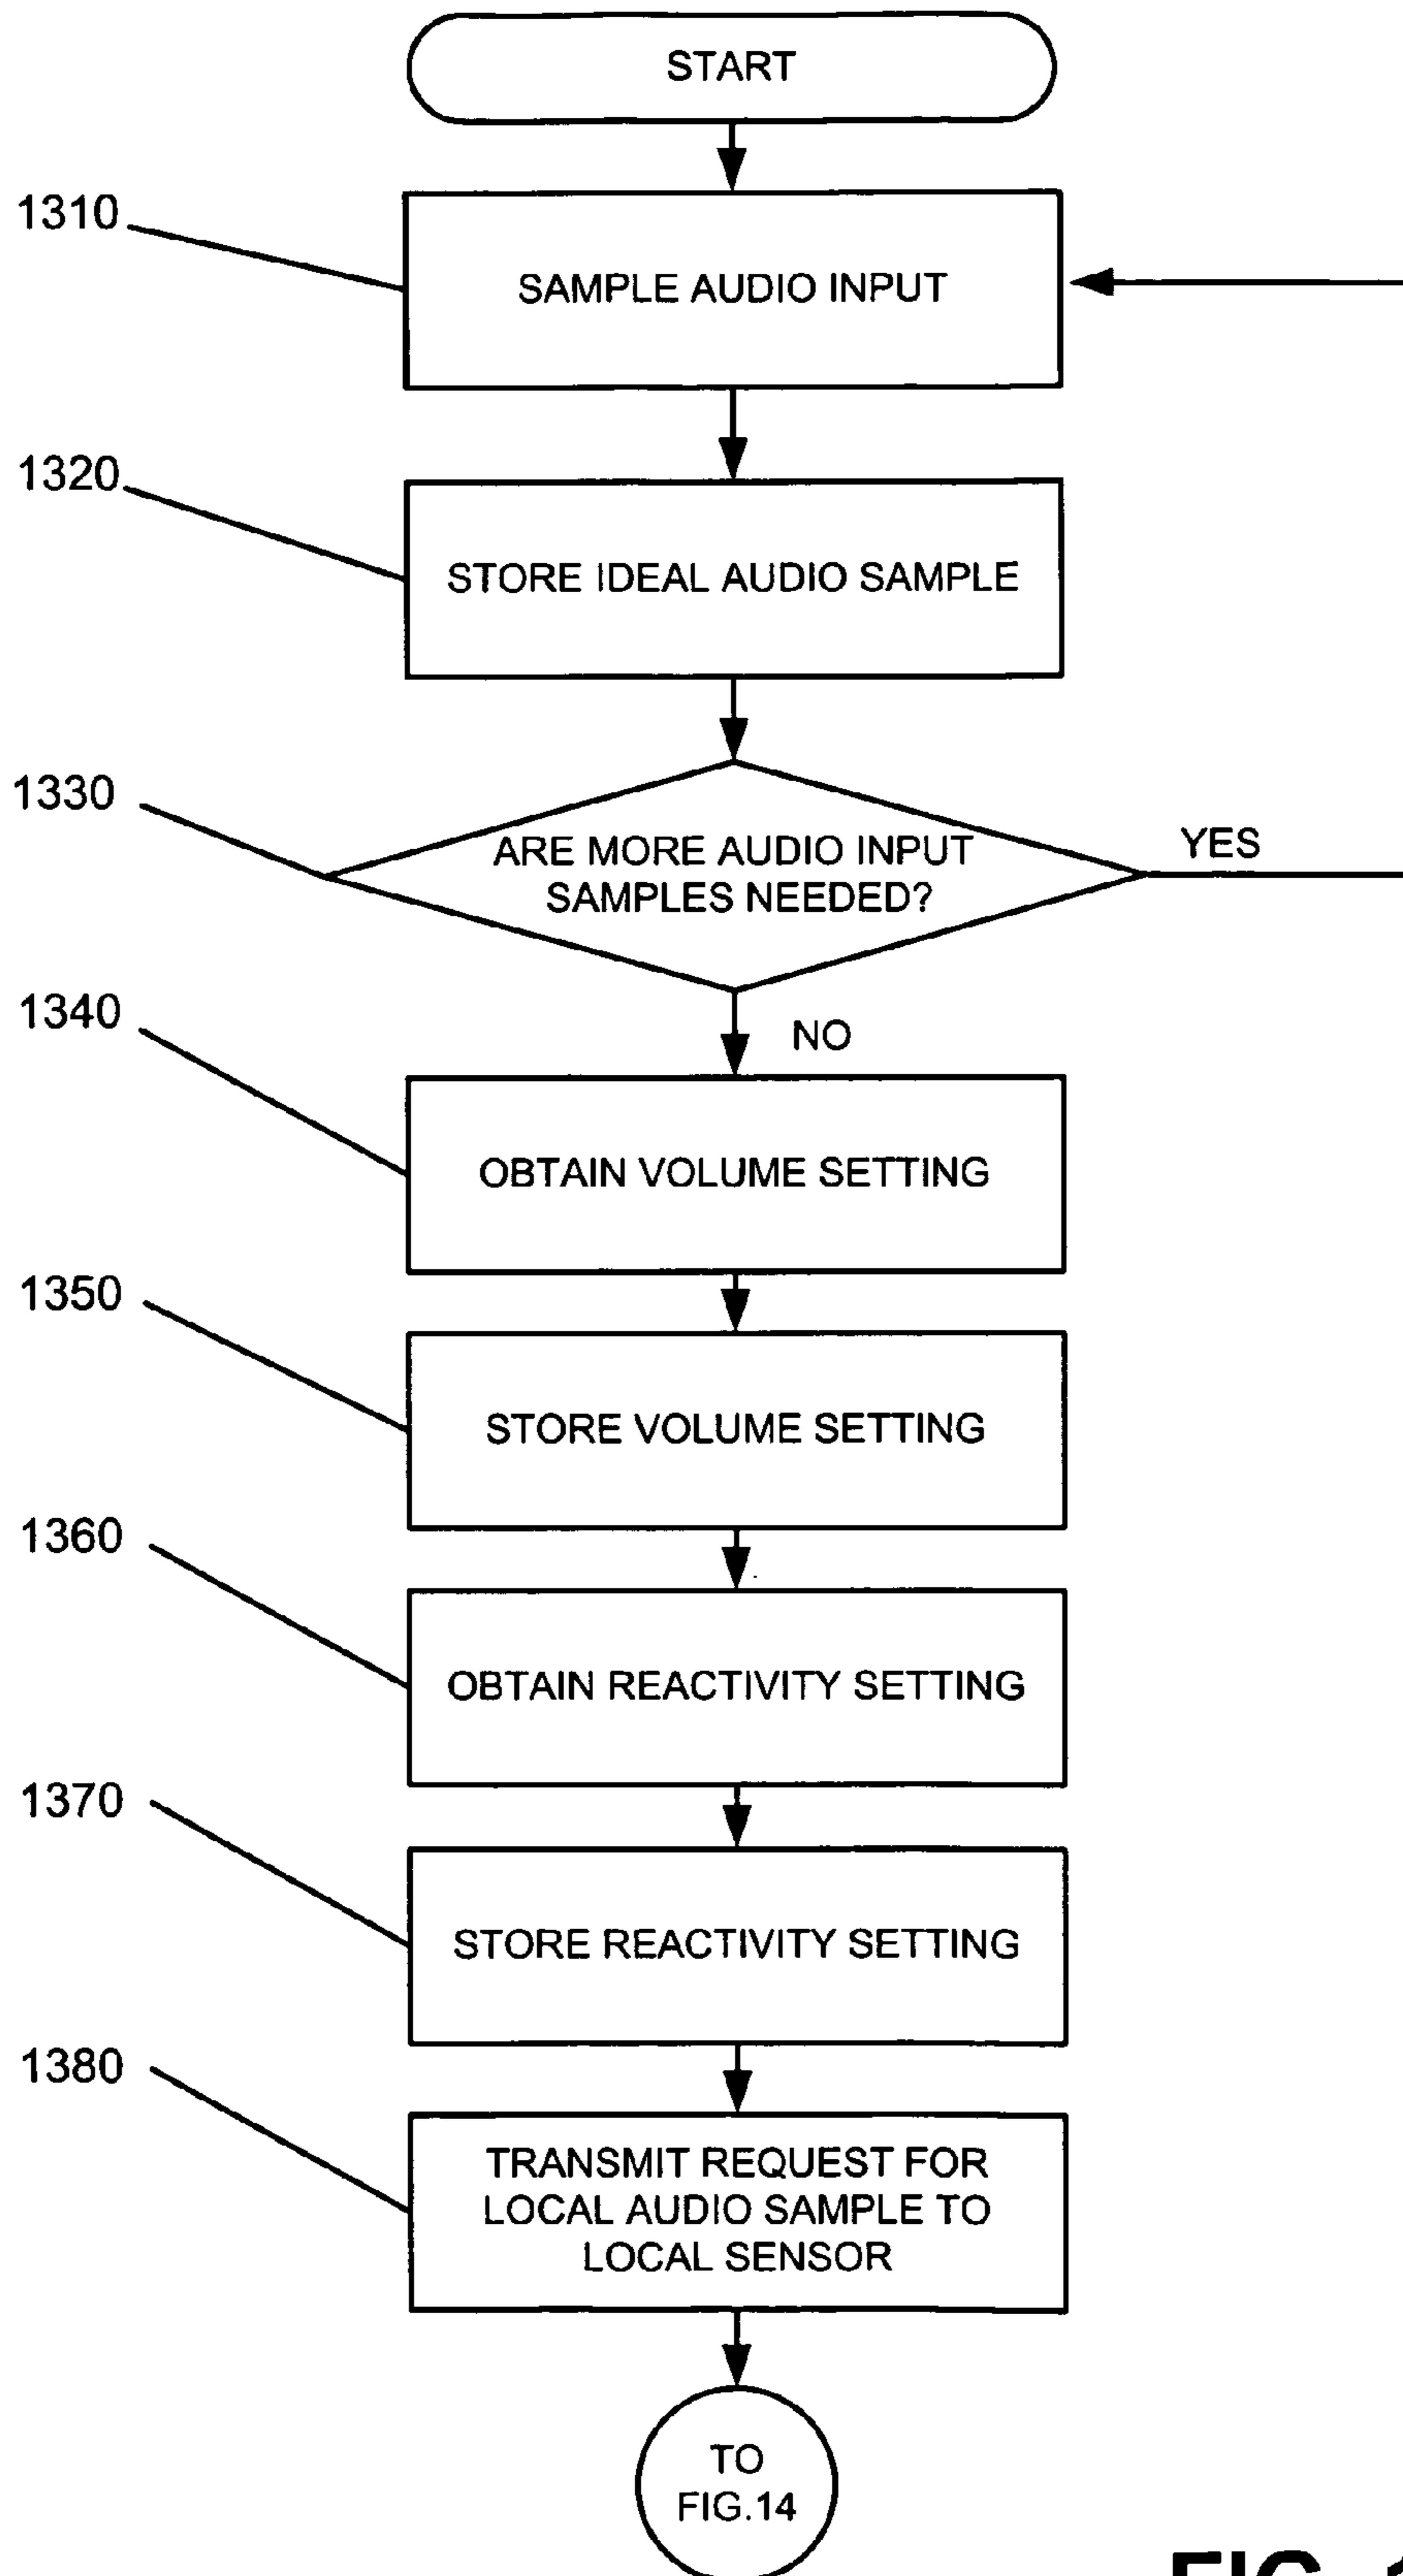 START
1310
SAMPLE AUDIO INPUT
1320
STORE IDEAL AUDIO SAMPLE
1330
ARE MORE AUDIO INPUT
SAMPLES NEEDED?
YES
NO
1340
OBTAIN VOLUME SETTING
1350
STORE VOLUME SETTING
1360
OBTAIN REACTIVITY SETTING
1370
STORE REACTIVITY SETTING
1380
TRANSMIT REQUEST FOR
LOCAL AUDIO SAMPLE TO
LOCAL SENSOR
TO
FIG.14